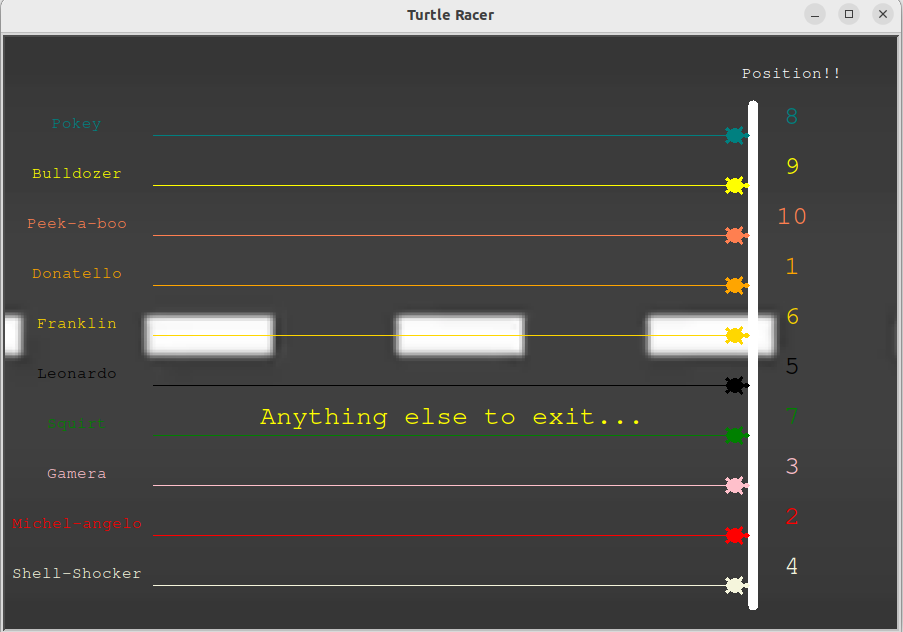 Turtle Racer
Position!!
Pokey 8
Bulldozer 9
Peek-a-boo 10
Donatello 1
Franklin 6
Leonardo 5
Anything else to exit...
Squirt 7
Gamera 3
Michel-angelo 2
Shell-Shocker 4